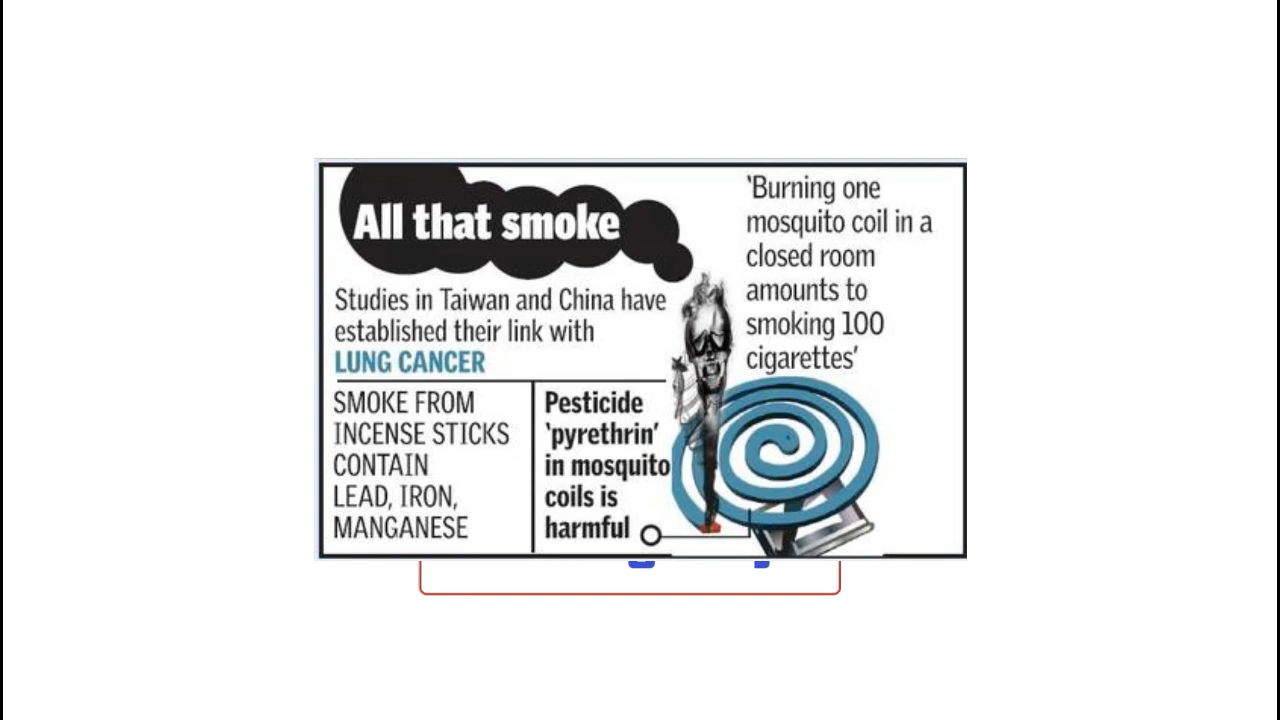 All that smoke
Studies in Taiwan and China have
established their link with
LUNG CANCER
SMOKE FROM
INCENSE STICKS
CONTAIN
LEAD, IRON,
MANGANESE
Pesticide
‘pyrethrin’
in mosquito
coils is
harmful
‘Burning one
mosquito coil in a
closed room
amounts to
smoking 100
cigarettes’